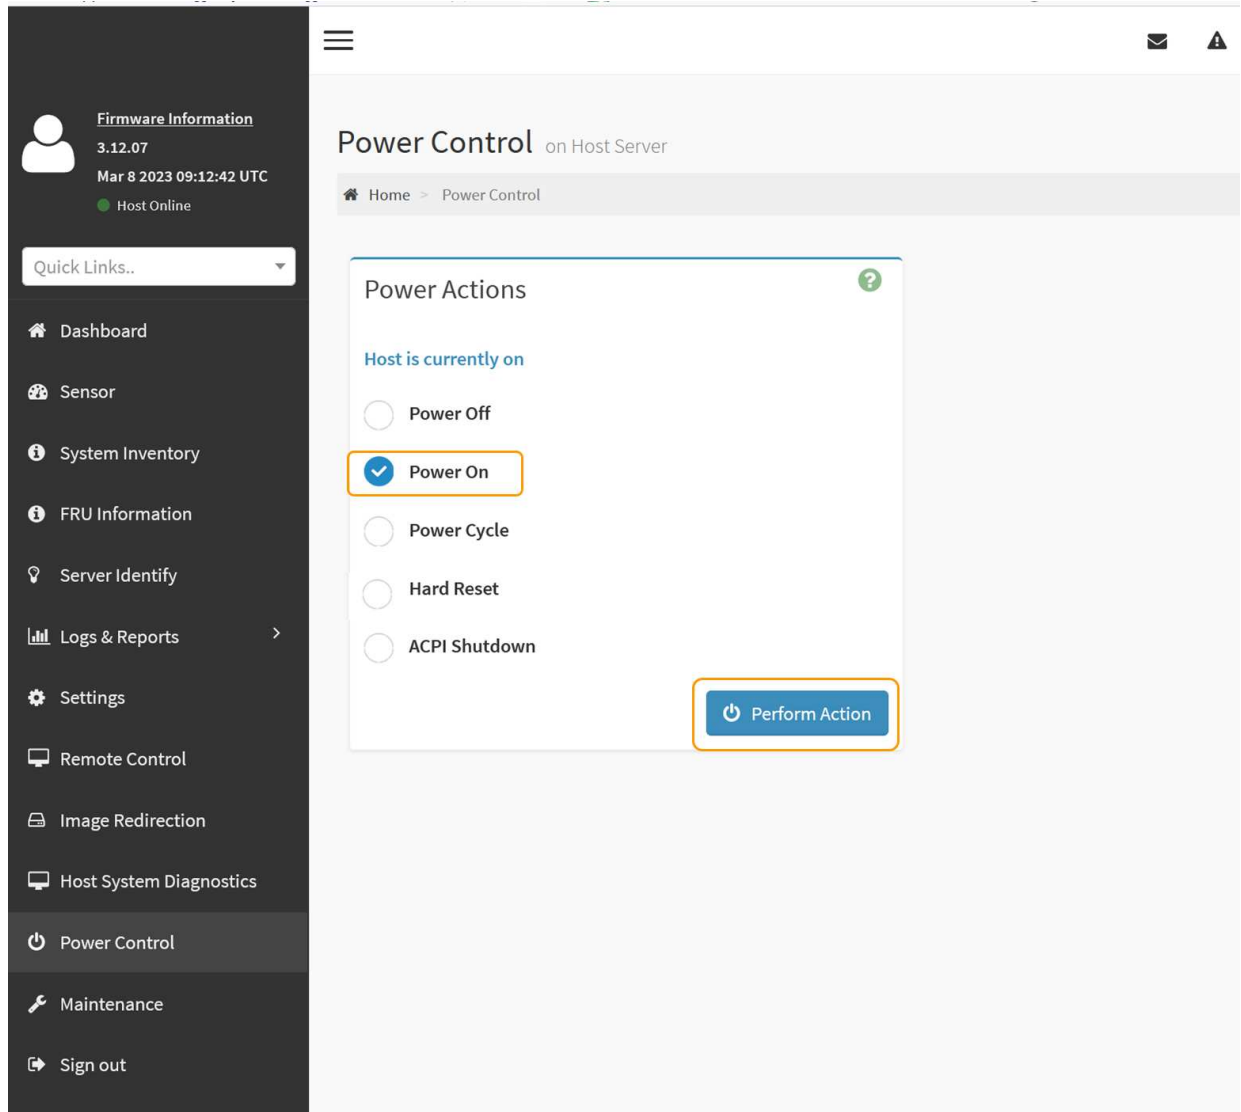 Firmware Information
3.12.07
Mar 8 2023 09:12:42 UTC
Host Online
Quick Links..
Dashboard
Sensor
System Inventory
FRU Information
Server Identify
Logs & Reports
Settings
Remote Control
Image Redirection
Host System Diagnostics
Power Control
Maintenance
Sign out
Power Control on Host Server
Home > Power Control
Power Actions
Host is currently on
Power Off
Power On
Power Cycle
Hard Reset
ACPI Shutdown
Perform Action